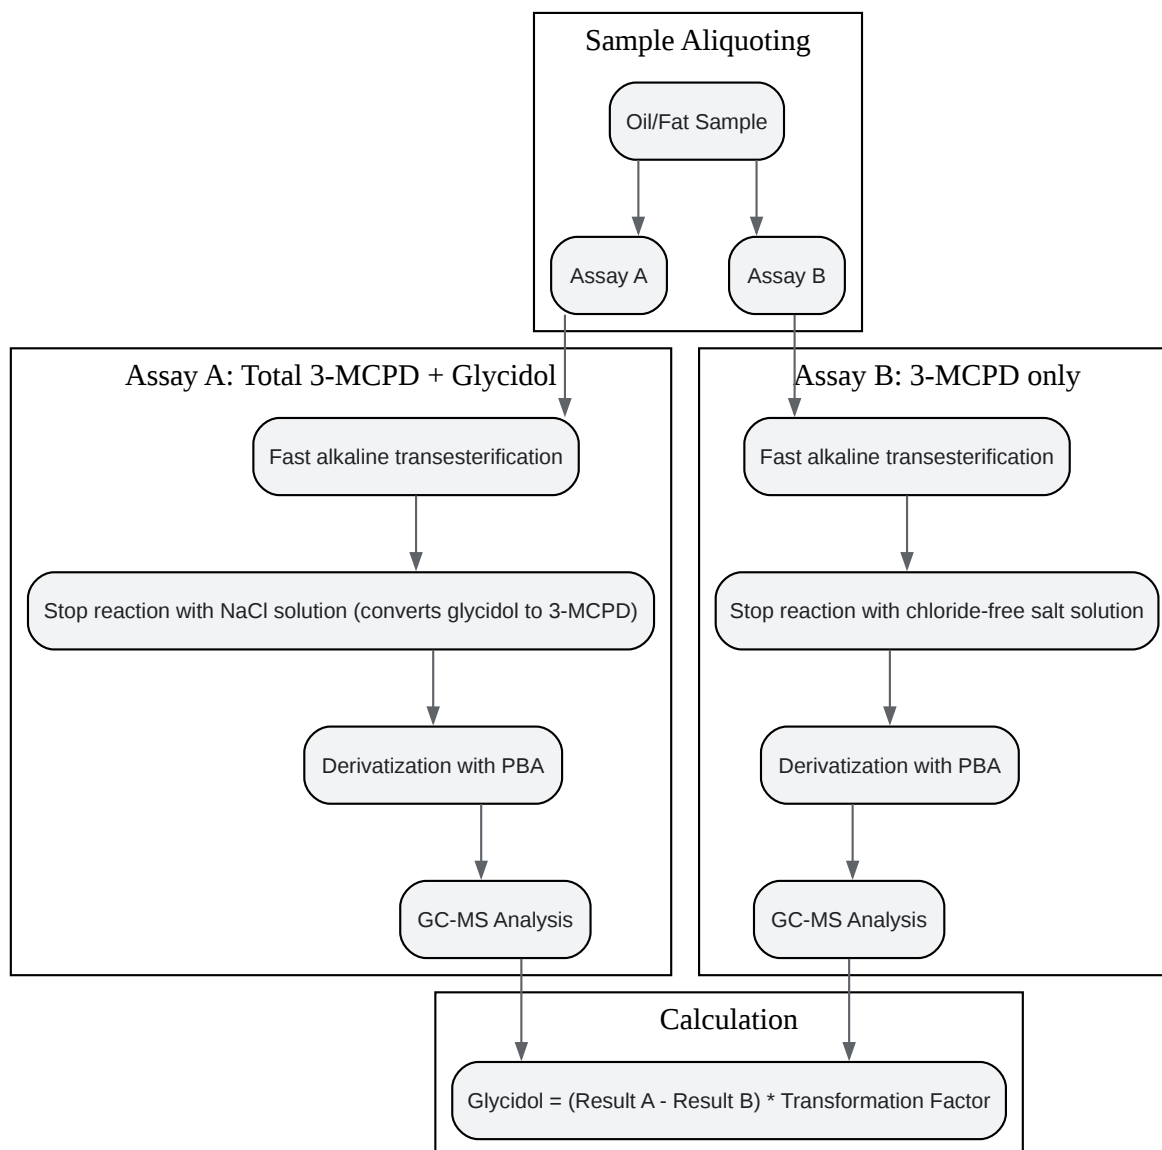 Sample Aliquoting
Oil/Fat Sample
Assay A
Assay B
Assay A: Total 3-MCPD + Glycidol
Fast alkaline transesterification
Stop reaction with NaCl solution (converts glycidol to 3-MCPD)
Derivatization with PBA
GC-MS Analysis
Assay B: 3-MCPD only
Fast alkaline transesterification
Stop reaction with chloride-free salt solution
Derivatization with PBA
GC-MS Analysis
Calculation
Glycidol = (Result A - Result B) * Transformation Factor